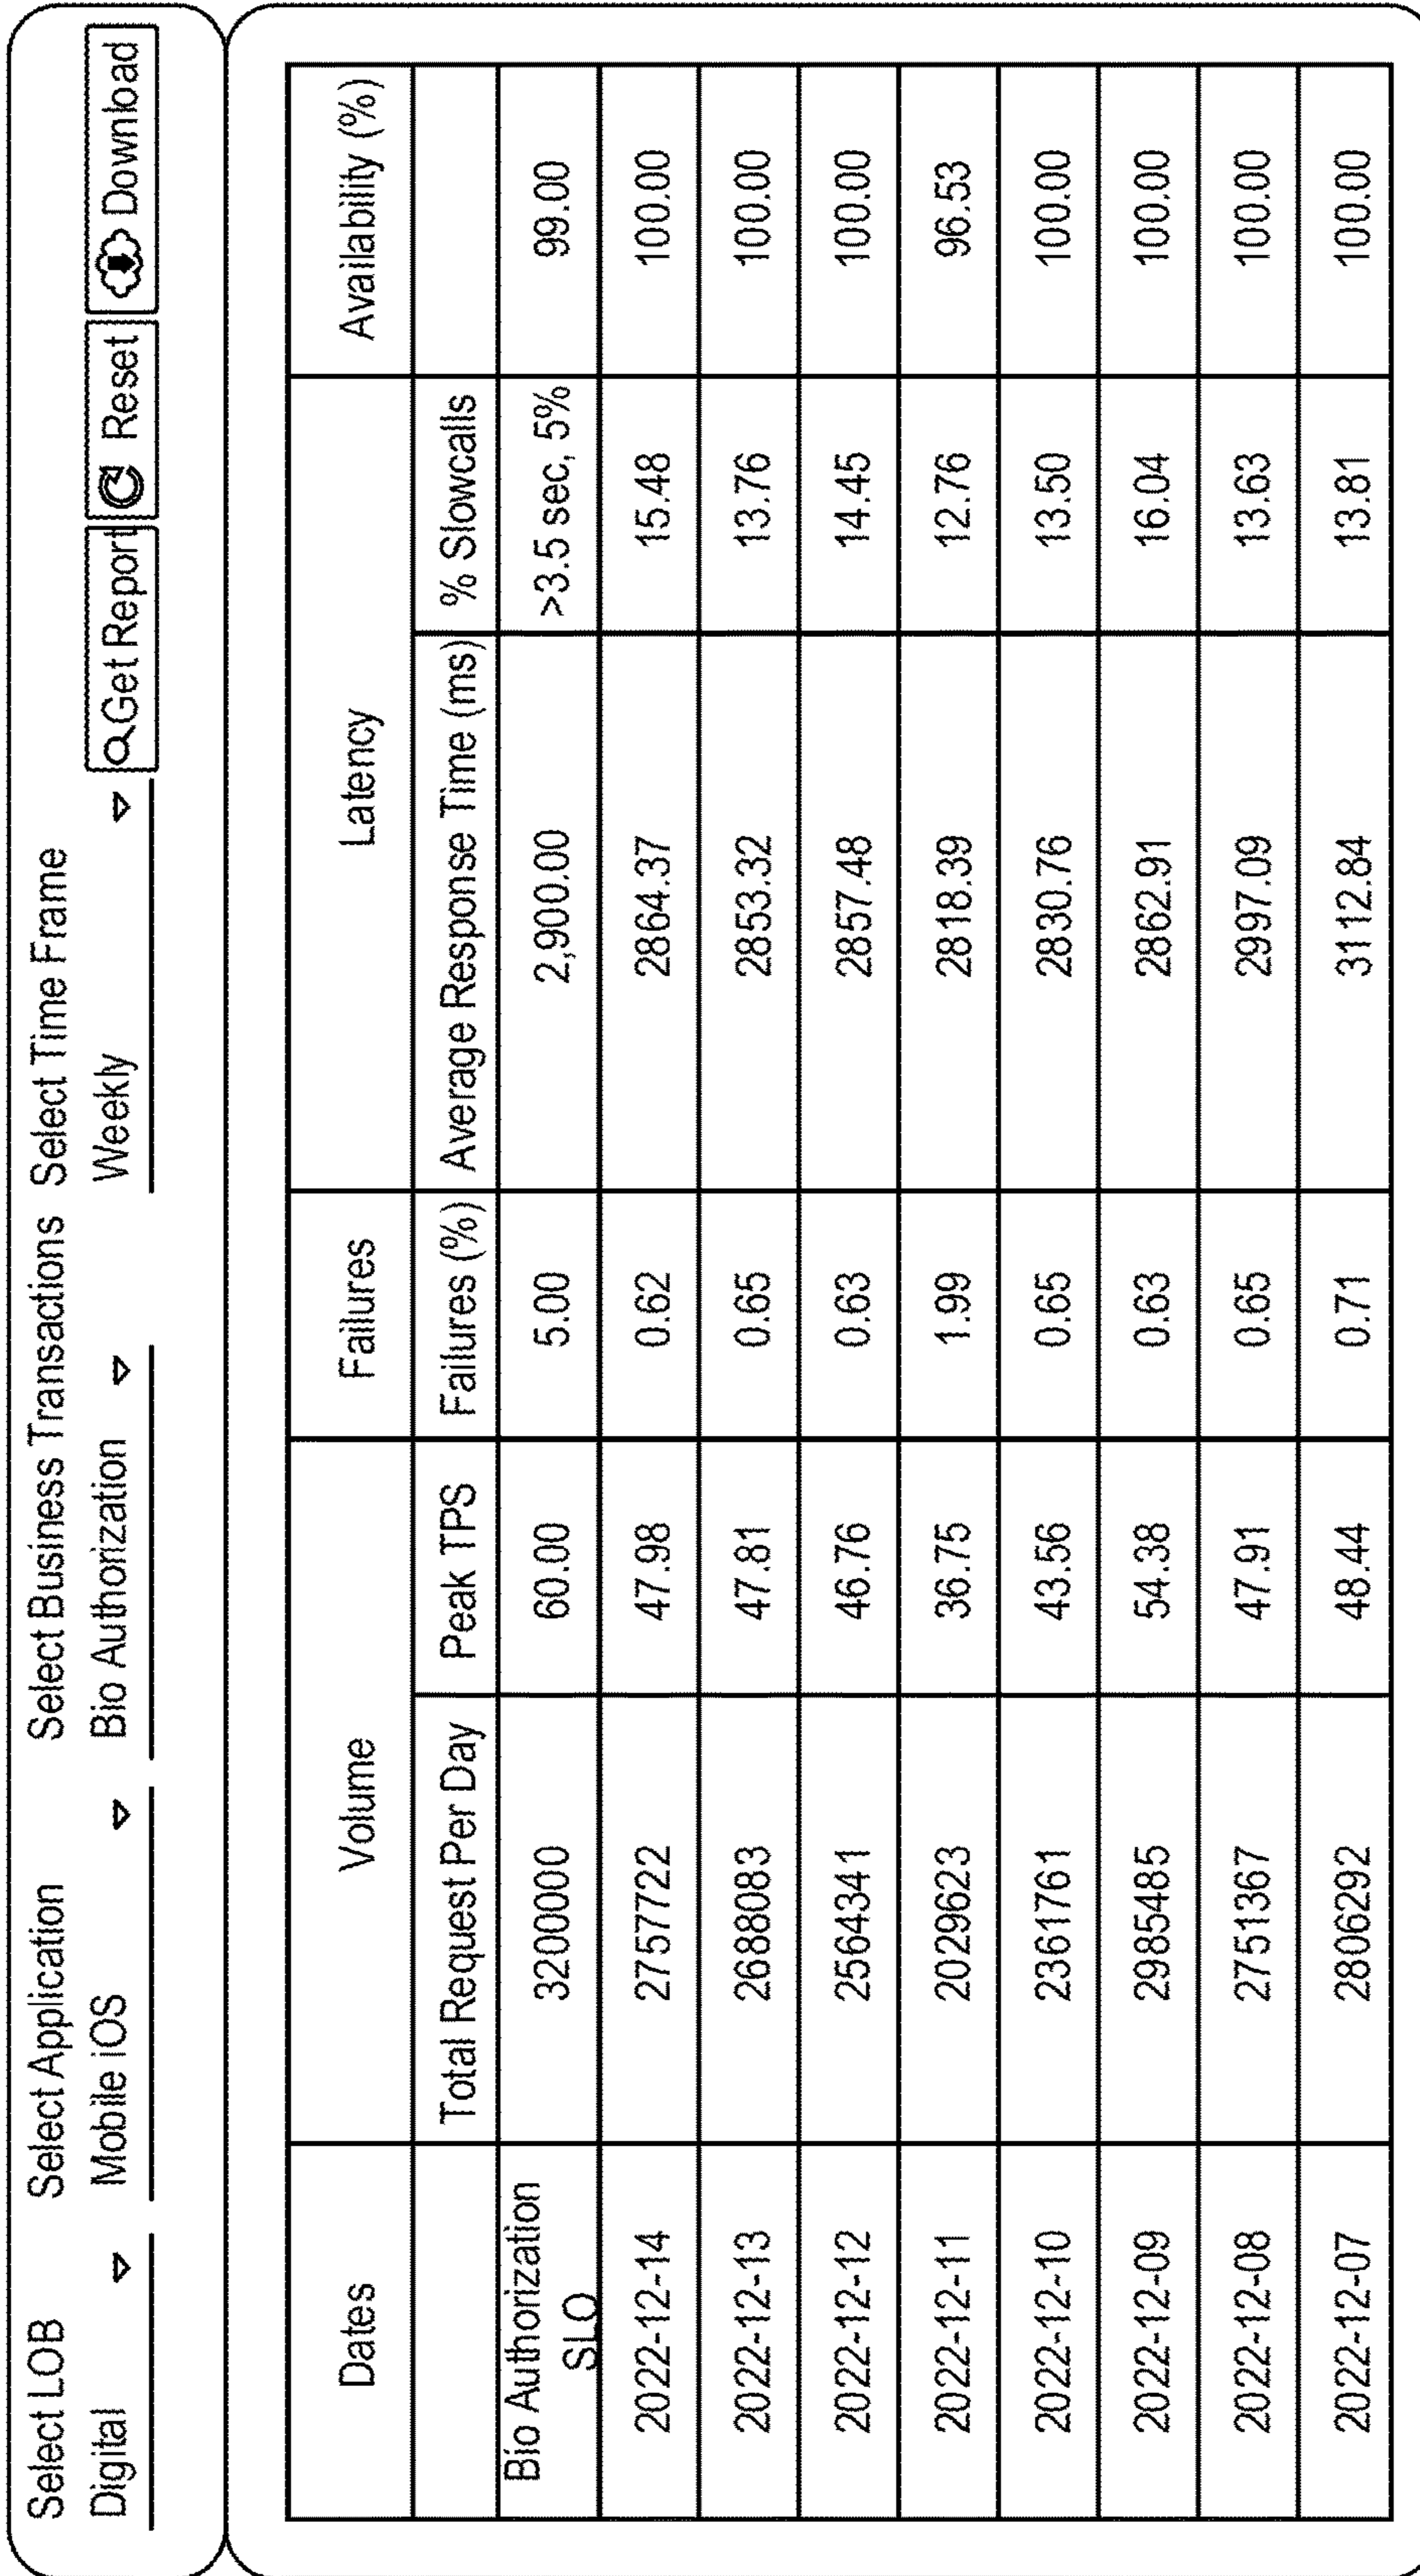 Select LOB Select Application Select Business Transactions Select Time Frame
Digital Mobile iOS Bio Authorization Weekly Get Report Reset Download
Dates Volume Failures Latency Availability (%)
Total Request Per Day Peak TPS Failures (%) Average Response Time (ms) % Slowcalls
Bio Authorization SLO 3200000 60.00 5.00 2,900.00 >3.5 sec, 5% 99.00
2022-12-14 2757722 47.98 0.62 2864.37 15.48 100.00
2022-12-13 2688083 47.81 0.65 2853.32 13.76 100.00
2022-12-12 2564341 46.76 0.63 2857.48 14.45 100.00
2022-12-11 2029623 36.75 1.99 2818.39 12.76 96.53
2022-12-10 2361761 43.56 0.65 2830.76 13.50 100.00
2022-12-09 2985485 54.38 0.63 2862.91 16.04 100.00
2022-12-08 2751367 47.91 0.65 2997.09 13.63 100.00
2022-12-07 2806292 48.44 0.71 3112.84 13.81 100.00